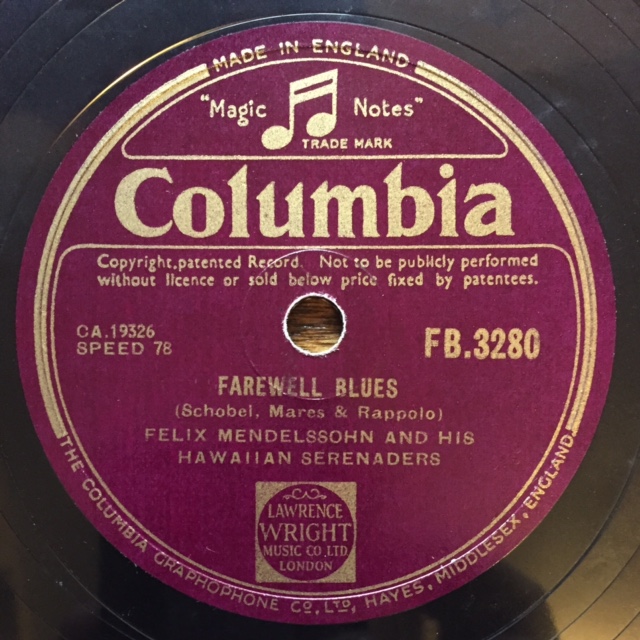 MADE IN ENGLAND
"Magic Notes"
TRADE MARK
Columbia
Copyright,patented Record. Not to be publicly performed
without licence or sold below price fixed by patentees.
CA.19326
SPEED 78
FB.3280
FAREWELL BLUES
(Schobel, Mares & Rappolo)
FELIX MENDELSSOHN AND HIS
HAWAIIAN SERENADERS
LAWRENCE
WRIGHT
MUSIC CO,LTD
LONDON
THE COLUMBIA GRAPHOPHONE CO,LTD, HAYES, MIDDLESEX, ENGLAND.